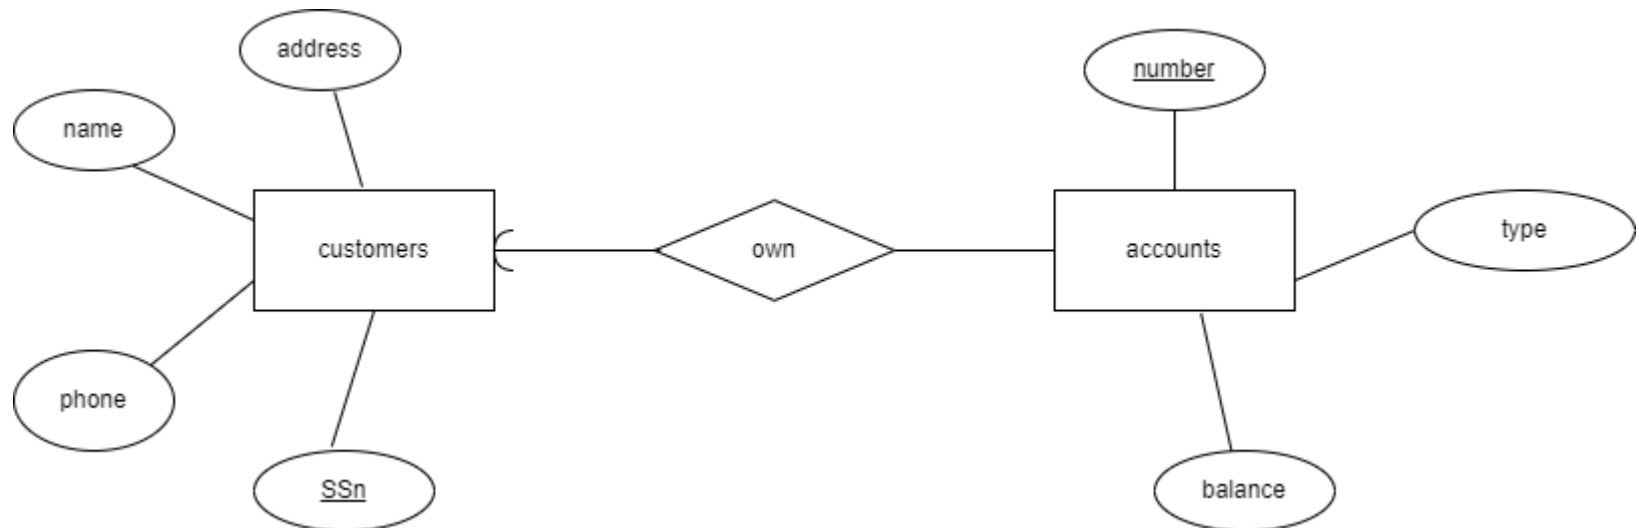 address
number
name
type
customers
own
accounts
phone
SSn
balance